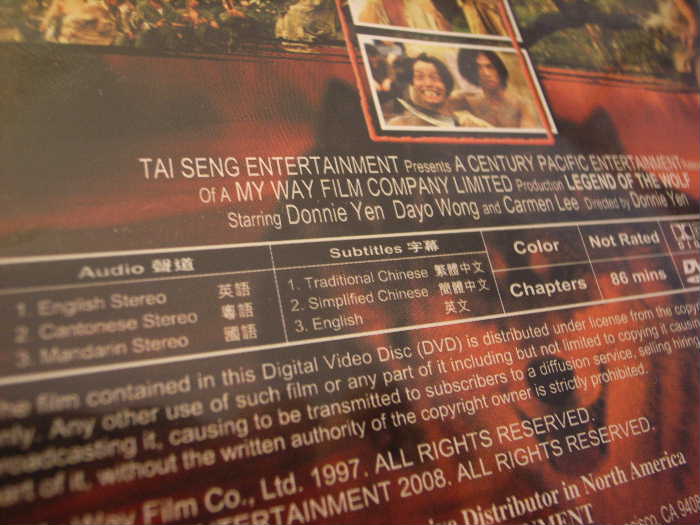 TAI SENG ENTERTAINMENT Presents A CENTURY PACIFIC ENTERTAINMENT
Of A MY WAY FILM COMPANY LIMITED Production LEGEND OF THE WOLF
Starring Donnie Yen Dayo Wong and Carmen Lee Directed by Donnie Yen
Audio 聲道
1. English Stereo 英語
2. Cantonese Stereo 粵語
3. Mandarin Stereo 國語
Subtitles 字幕
1. Traditional Chinese 繁體中文
2. Simplified Chinese 簡體中文
3. English 英文
Color
Not Rated
Chapters
86 mins
film contained in this Digital Video Disc (DVD) is distributed under license from the
Any other use of such film or any part of it including but not limited to copying it
broadcasting it, causing to be transmitted to subscribers to a diffusion service, selling hiring
of it, without the written authority of the copyright owner is strictly prohibited.
Way Film Co., Ltd. 1997. ALL RIGHTS RESERVED.
ENTERTAINMENT 2008. ALL RIGHTS RESERVED.
Distributor in North America
CA